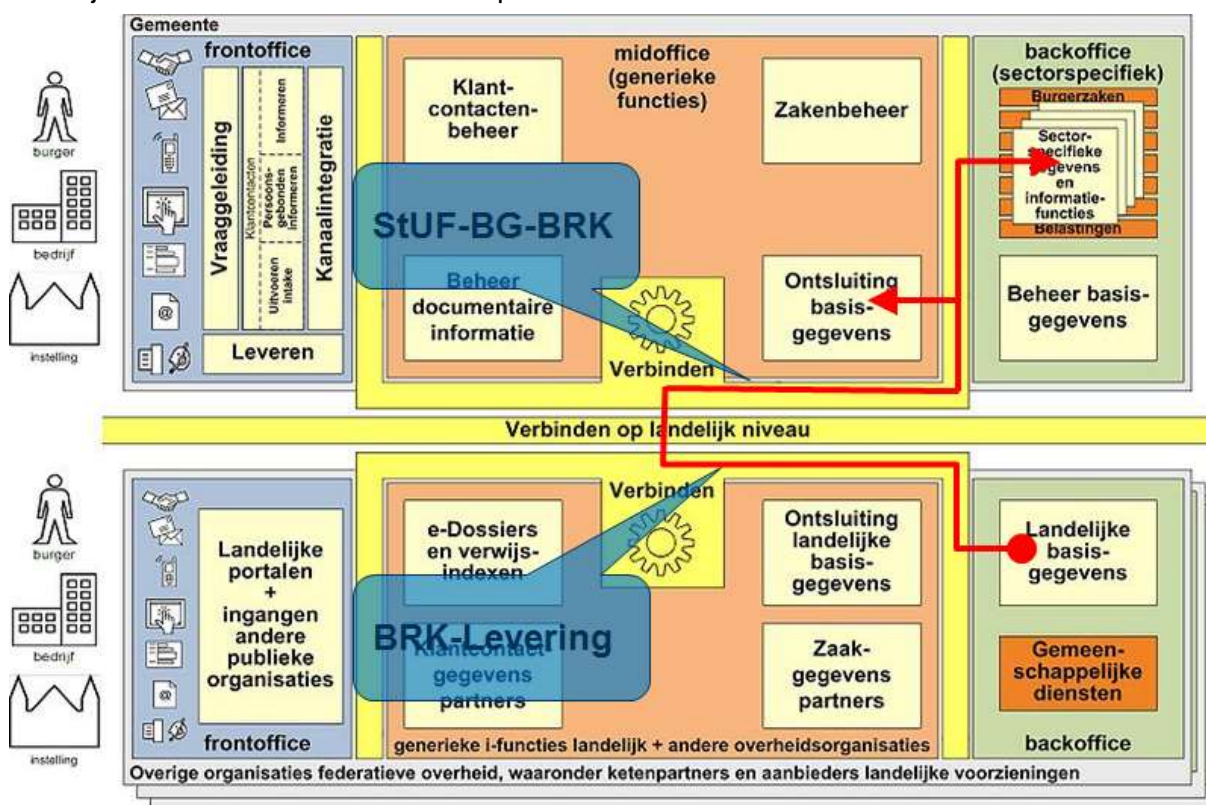 Gemeente
frontoffice
Vraaggeleiding
Klantcontacten
Informeren
Persoons-
gebonden
informeren
Uitvoeren
intake
Kanaalintegratie
Leveren
burger
bedrijf
instelling
@
midoffice
(generieke
functies)
Klant-
contacten-
beheer
Zakenbeheer
StUF-BG-BRK
Beheer
documentaire
informatie
Ontsluiting
basis-
gegevens
Verbinden
backoffice
(sectorspecifiek)
Burgerzaken
Sector-
specifieke
gegevens
en
informatie-
functies
Belastingen
Beheer basis-
gegevens
Verbinden op landelijk niveau
burger
bedrijf
instelling
@
Landelijke
portalen
+
ingangen
andere
publieke
organisaties
frontoffice
Verbinden
e-Dossiers
en verwijs-
indexen
Ontsluiting
landelijke
basis-
gegevens
BRK-Levering
Klantcontact
gegevens
partners
Zaak-
gegevens
partners
generieke i-functies landelijk + andere overheidsorganisaties
Landelijke
basis-
gegevens
Gemeen-
schappelijke
diensten
backoffice
Overige organisaties federatieve overheid, waaronder ketenpartners en aanbieders landelijke voorzieningen